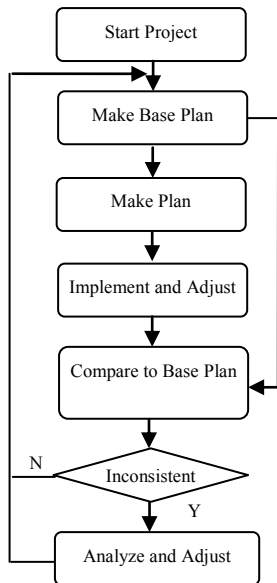 Start Project
Make Base Plan
Make Plan
Implement and Adjust
Compare to Base Plan
N
Inconsistent
Y
Analyze and Adjust